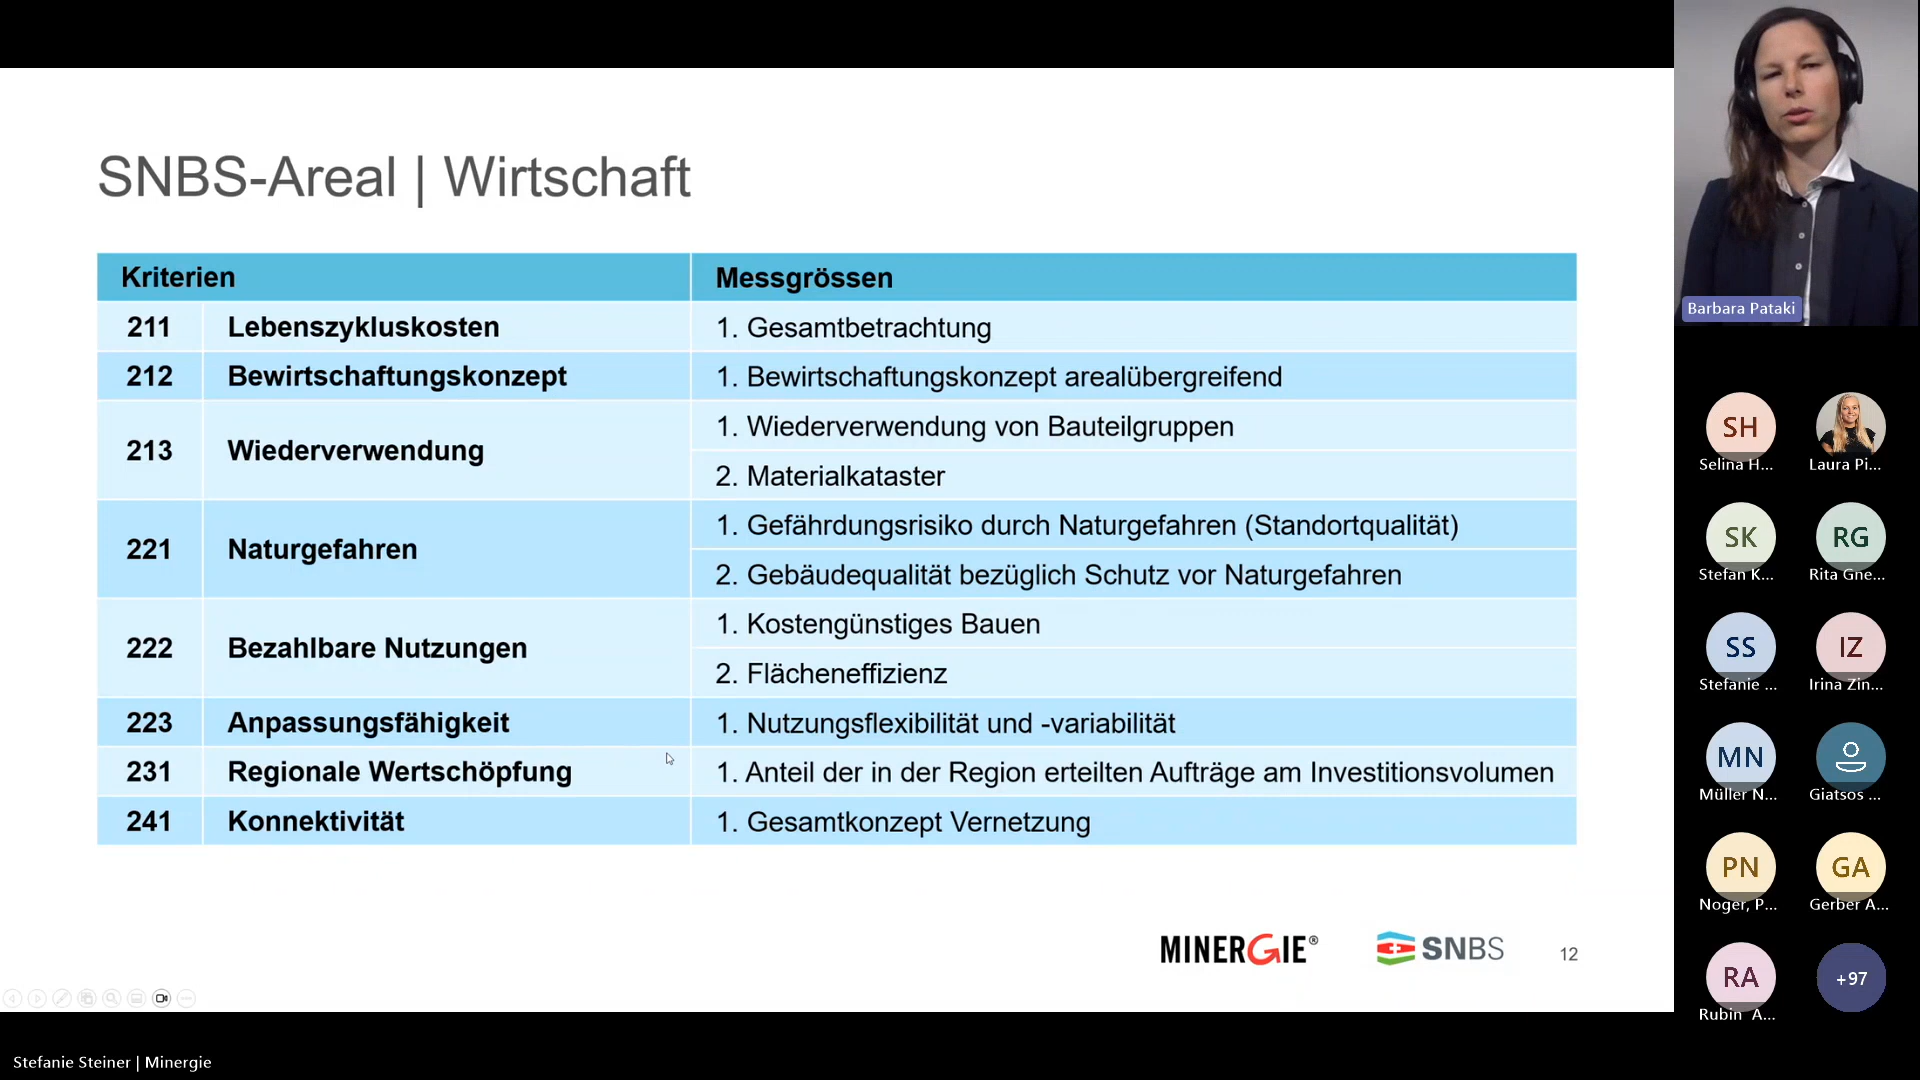 SNBS-Areal | Wirtschaft
Kriterien Messgrössen
211 Lebenszykluskosten 1. Gesamtbetrachtung
212 Bewirtschaftungskonzept 1. Bewirtschaftungskonzept arealübergreifend
213 Wiederverwendung 1. Wiederverwendung von Bauteilgruppen
2. Materialkataster
221 Naturgefahren 1. Gefährdungsrisiko durch Naturgefahren (Standortqualität)
2. Gebäudequalität bezüglich Schutz vor Naturgefahren
222 Bezahlbare Nutzungen 1. Kostengünstiges Bauen
2. Flächeneffizienz
223 Anpassungsfähigkeit 1. Nutzungsflexibilität und -variabilität
231 Regionale Wertschöpfung 1. Anteil der in der Region erteilten Aufträge am Investitionsvolumen
241 Konnektivität 1. Gesamtkonzept Vernetzung
MINERGIE® SNBS 12
Stefanie Steiner | Minergie
Barbara Pataki
SH
Selina H... Laura Pi...
SK RG
Stefan K... Rita Gne...
SS IZ
Stefanie ... Irina Zin...
MN
Müller N... Giatsos ...
PN GA
Noger, P... Gerber A...
RA +97
Rubin A...